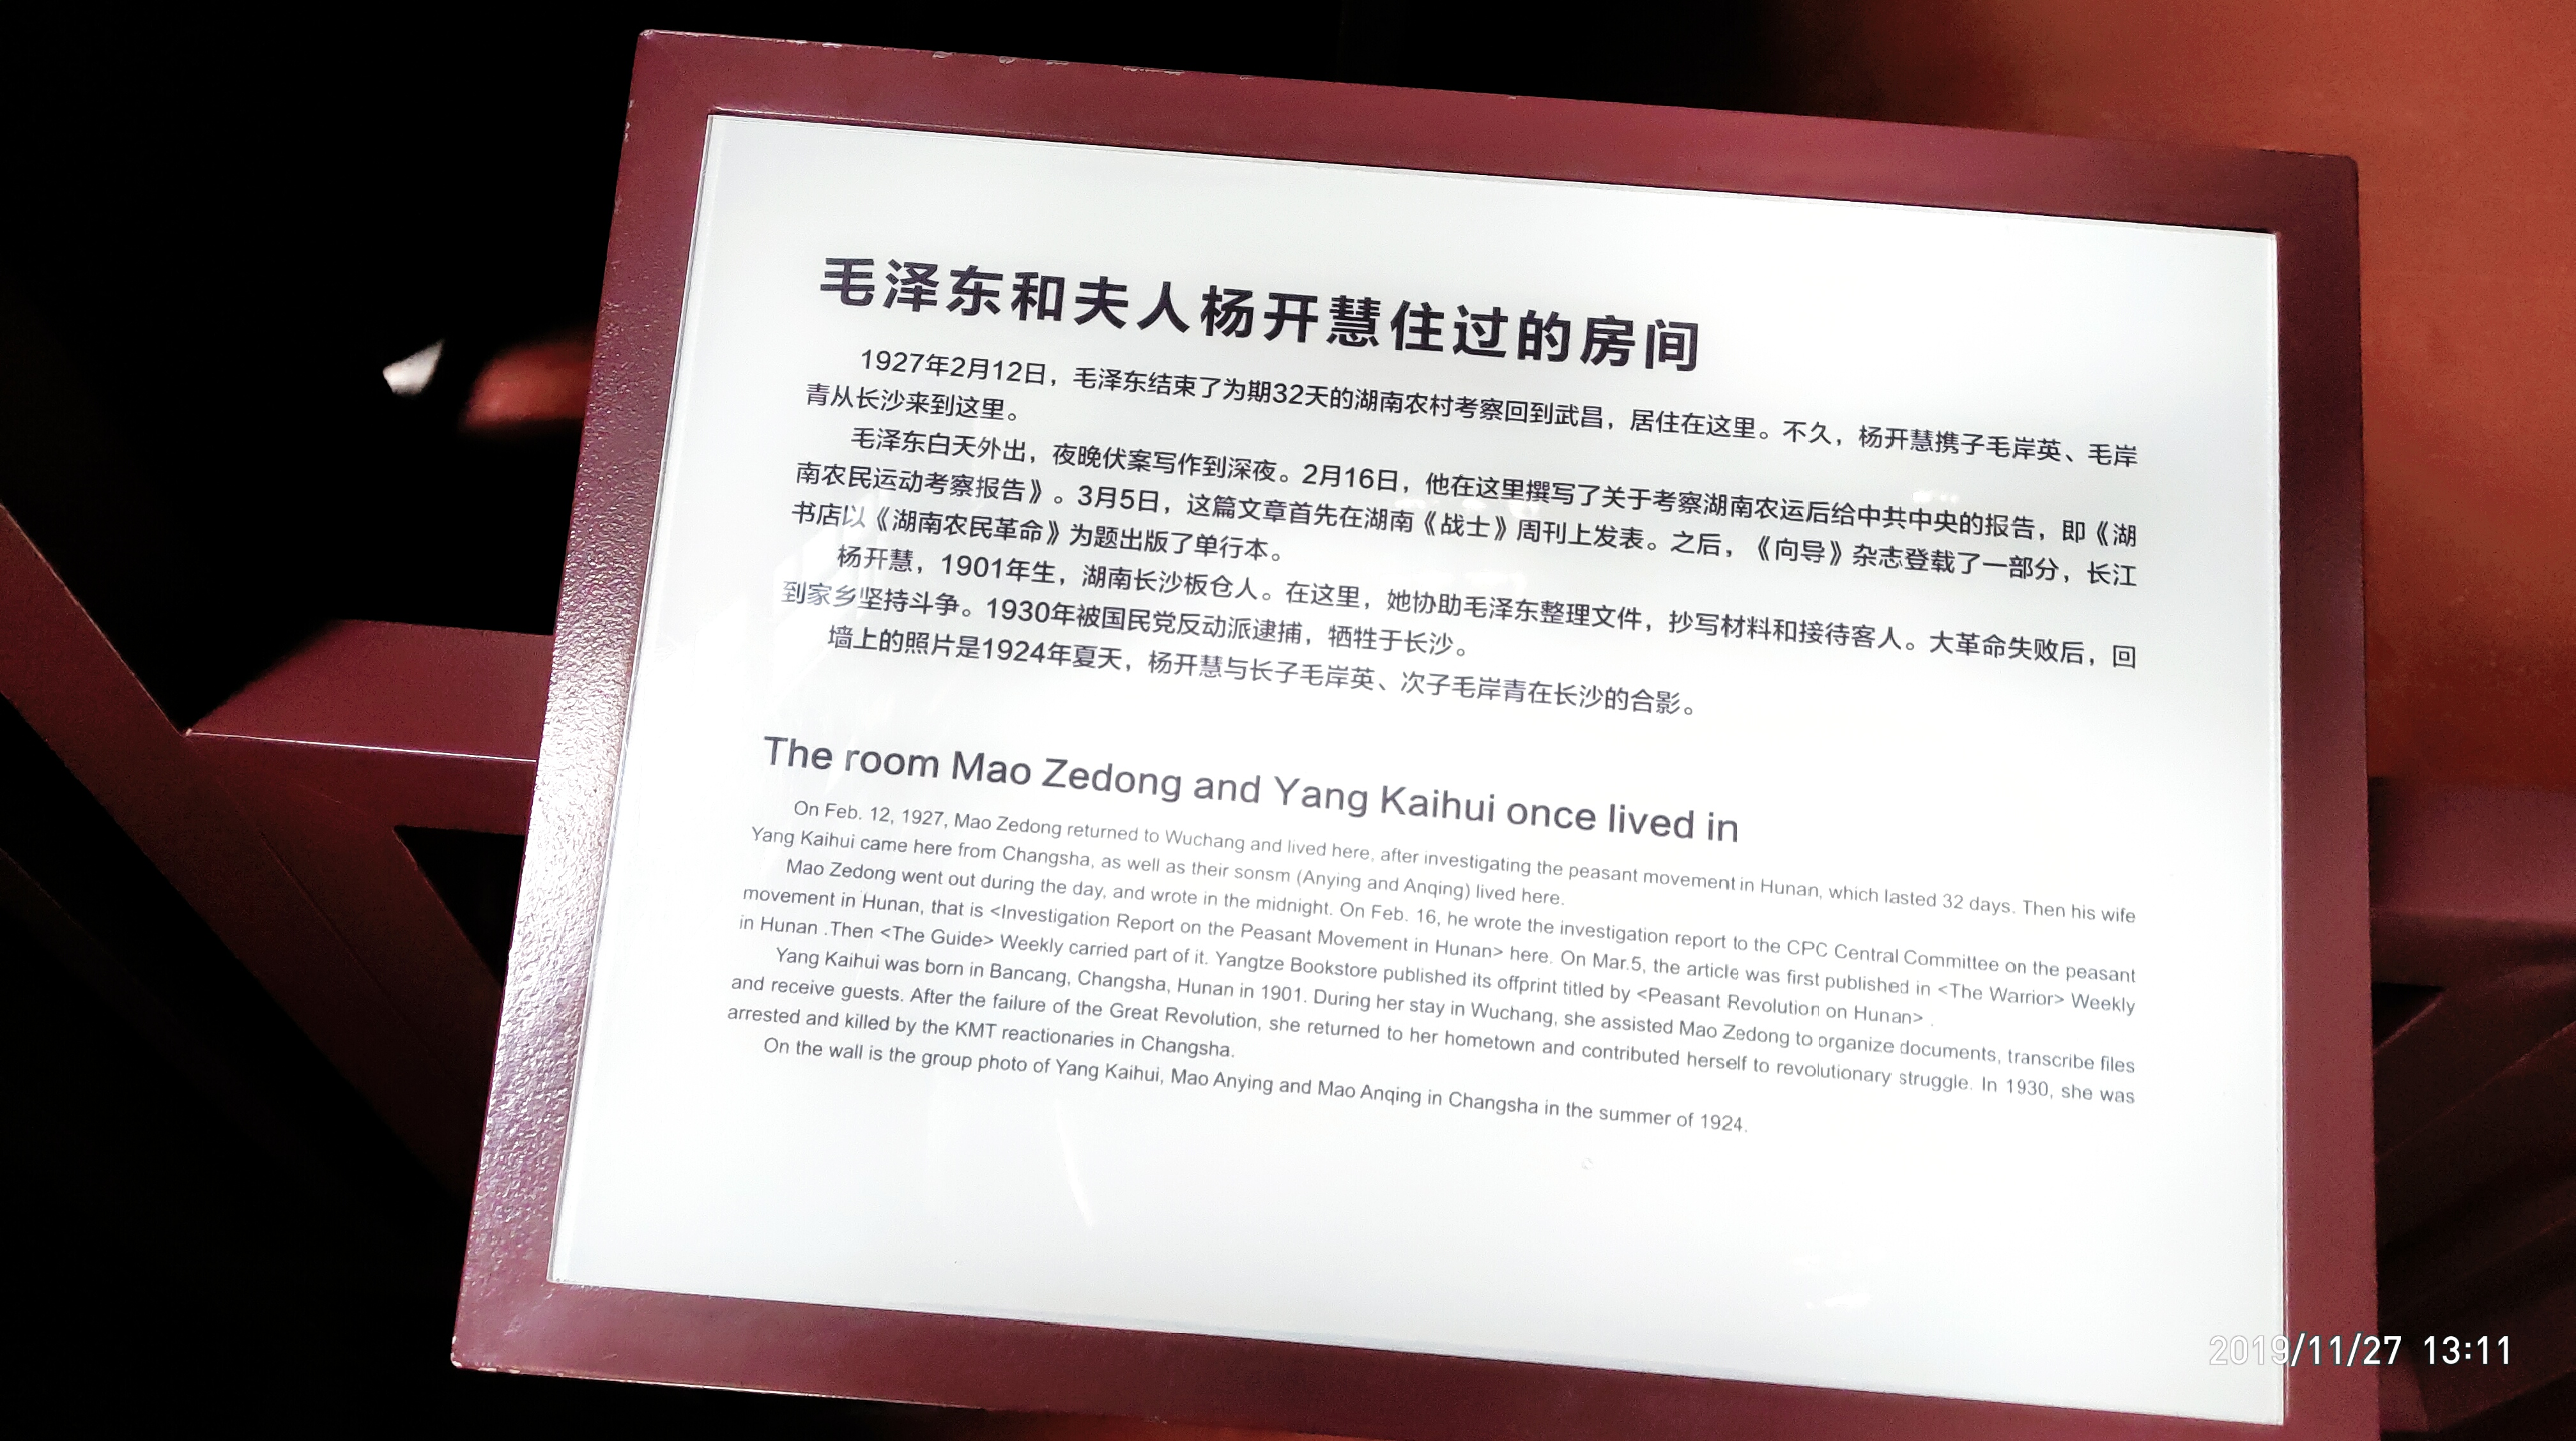 毛泽东和夫人杨开慧住过的房间
1927年2月12日，毛泽东结束了为期32天的湖南农村考察回到武昌，居住在这里。不久，杨开慧携子毛岸英、毛岸
青从长沙来到这里。
毛泽东白天外出，夜晚伏案写作到深夜。2月16日，他在这里撰写了关于考察湖南农运后给中共中央的报告，即《湖
南农民运动考察报告》。3月5日，这篇文章首先在湖南《战士》周刊上发表。之后，《向导》杂志登载了一部分，长江
书店以《湖南农民革命》为题出版了单行本。
杨开慧，1901年生，湖南长沙板仓人。在这里，她协助毛泽东整理文件，抄写材料和接待客人。大革命失败后，回
到家乡坚持斗争。1930年被国民党反动派逮捕，牺牲于长沙。
墙上的照片是1924年夏天，杨开慧与长子毛岸英、次子毛岸青在长沙的合影。
The room Mao Zedong and Yang Kaihui once lived in
On Feb. 12, 1927, Mao Zedong returned to Wuchang and lived here, after investigating the peasant movement in Hunan, which lasted 32 days. Then his wife
Yang Kaihui came here from Changsha, as well as their sonsm (Anying and Anqing) lived here.
Mao Zedong went out during the day, and wrote in the midnight. On Feb. 16, he wrote the investigation report to the CPC Central Committee on the peasant
movement in Hunan, that is <Investigation Report on the Peasant Movement in Hunan> here. On Mar.5, the article was first published in <The Warrior> Weekly
in Hunan .Then <The Guide> Weekly carried part of it. Yangtze Bookstore published its offprint titled by <Peasant Revolution on Hunan> .
Yang Kaihui was born in Bancang, Changsha, Hunan in 1901. During her stay in Wuchang, she assisted Mao Zedong to organize documents, transcribe files
and receive guests. After the failure of the Great Revolution, she returned to her hometown and contributed herself to revolutionary struggle. In 1930, she was
arrested and killed by the KMT reactionaries in Changsha.
On the wall is the group photo of Yang Kaihui, Mao Anying and Mao Anqing in Changsha in the summer of 1924.
2019/11/27 13:11